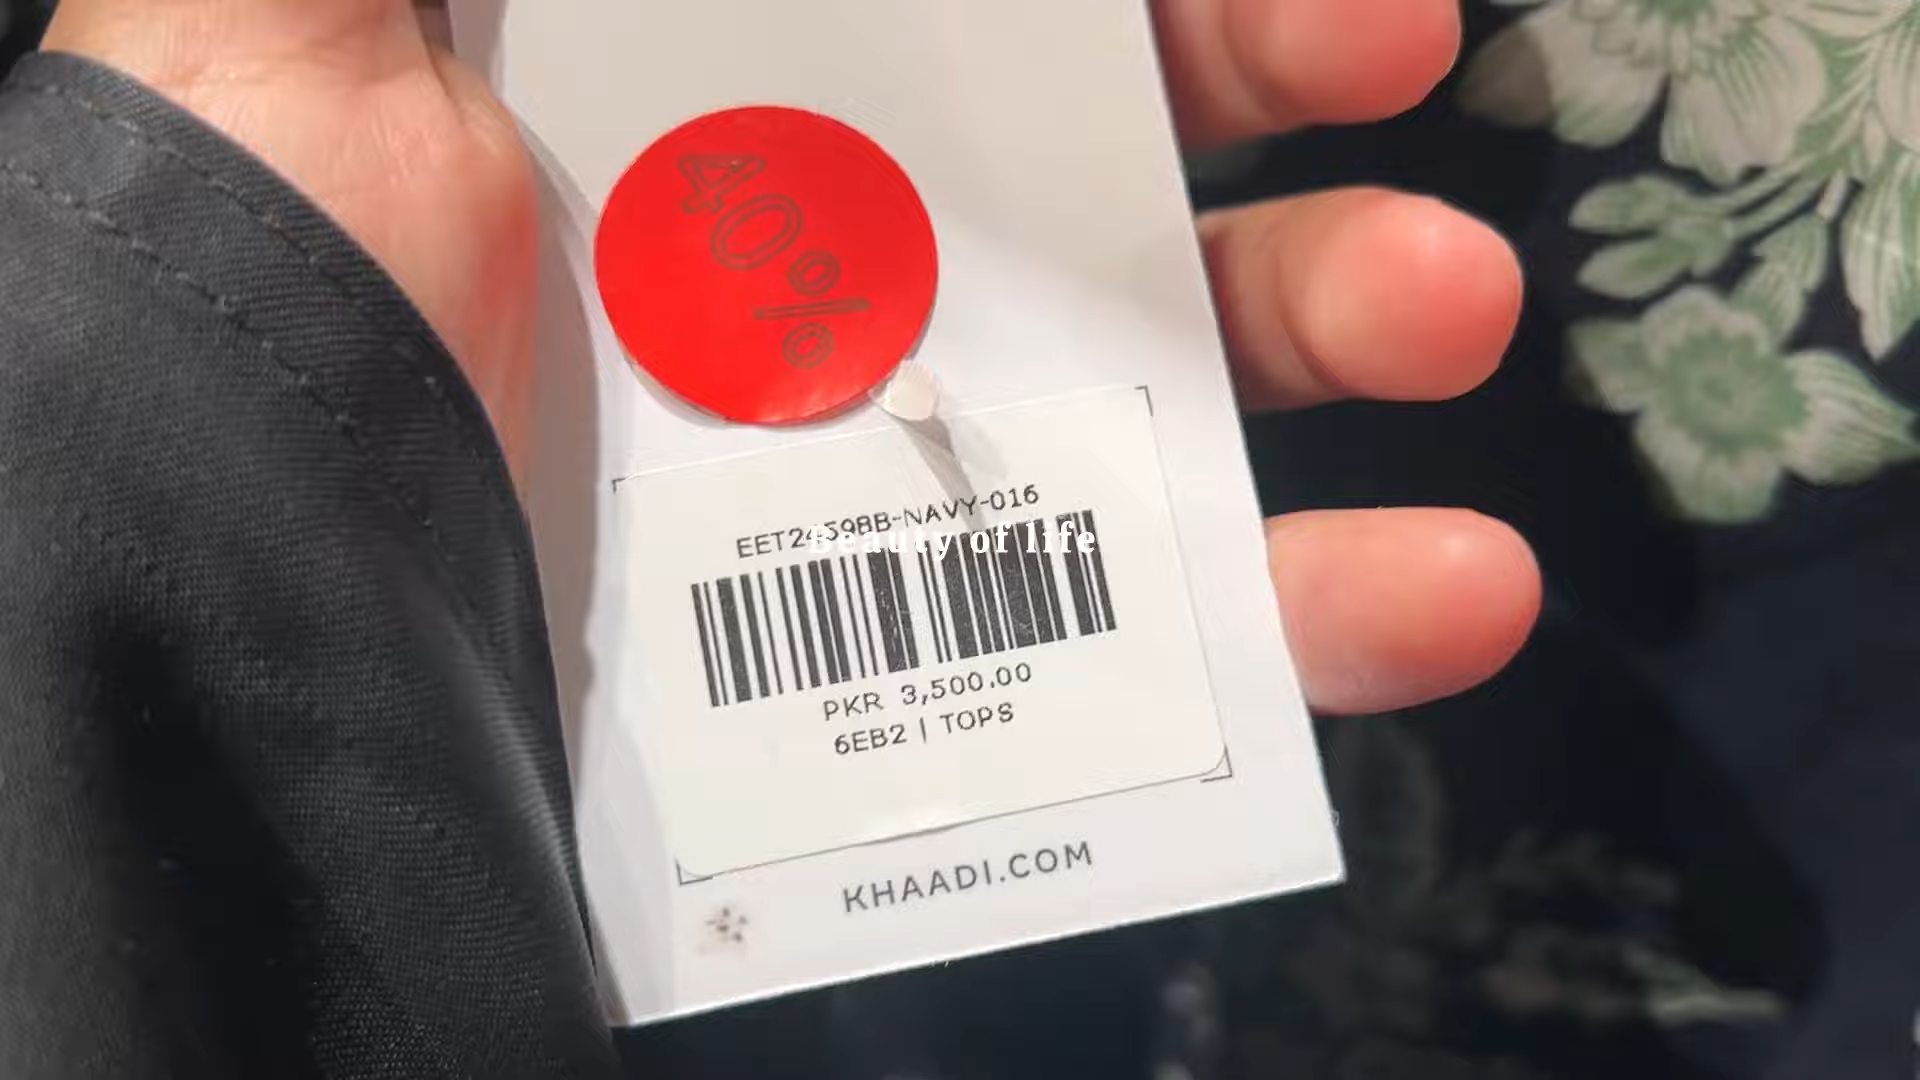 40%
EET24598B-NAVY-016
Beauty of life
PKR 3,500.00
6EB2 | TOPS
KHAADI.COM